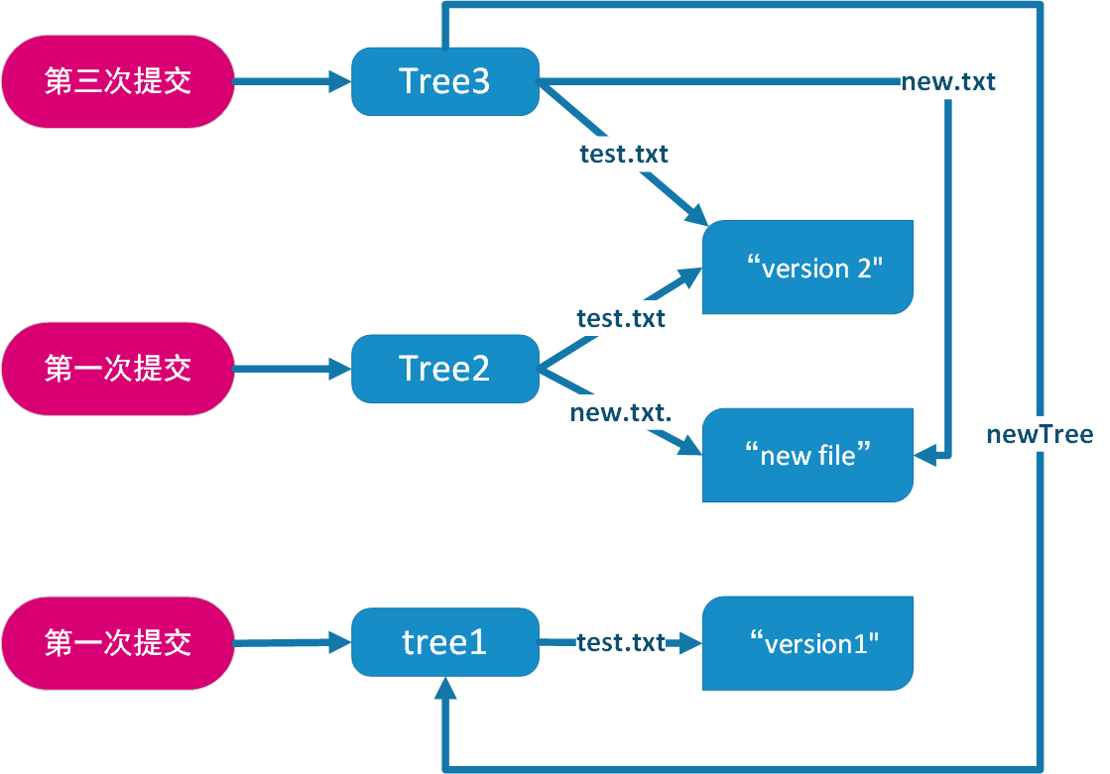 第三次提交
Tree3
new.txt
test.txt
“version 2"
test.txt
第一次提交
Tree2
new.txt.
“new file”
newTree
第一次提交
tree1
test.txt
“version1"